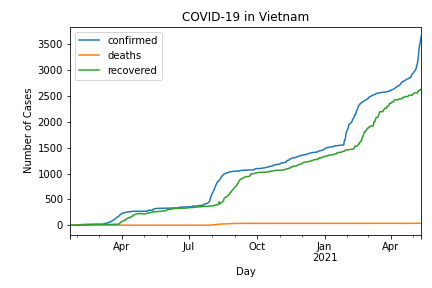 COVID-19 in Vietnam
confirmed
deaths
recovered
Number of Cases
3500
3000
2500
2000
1500
1000
500
0
Apr
Jul
Oct
Jan
2021
Apr
Day